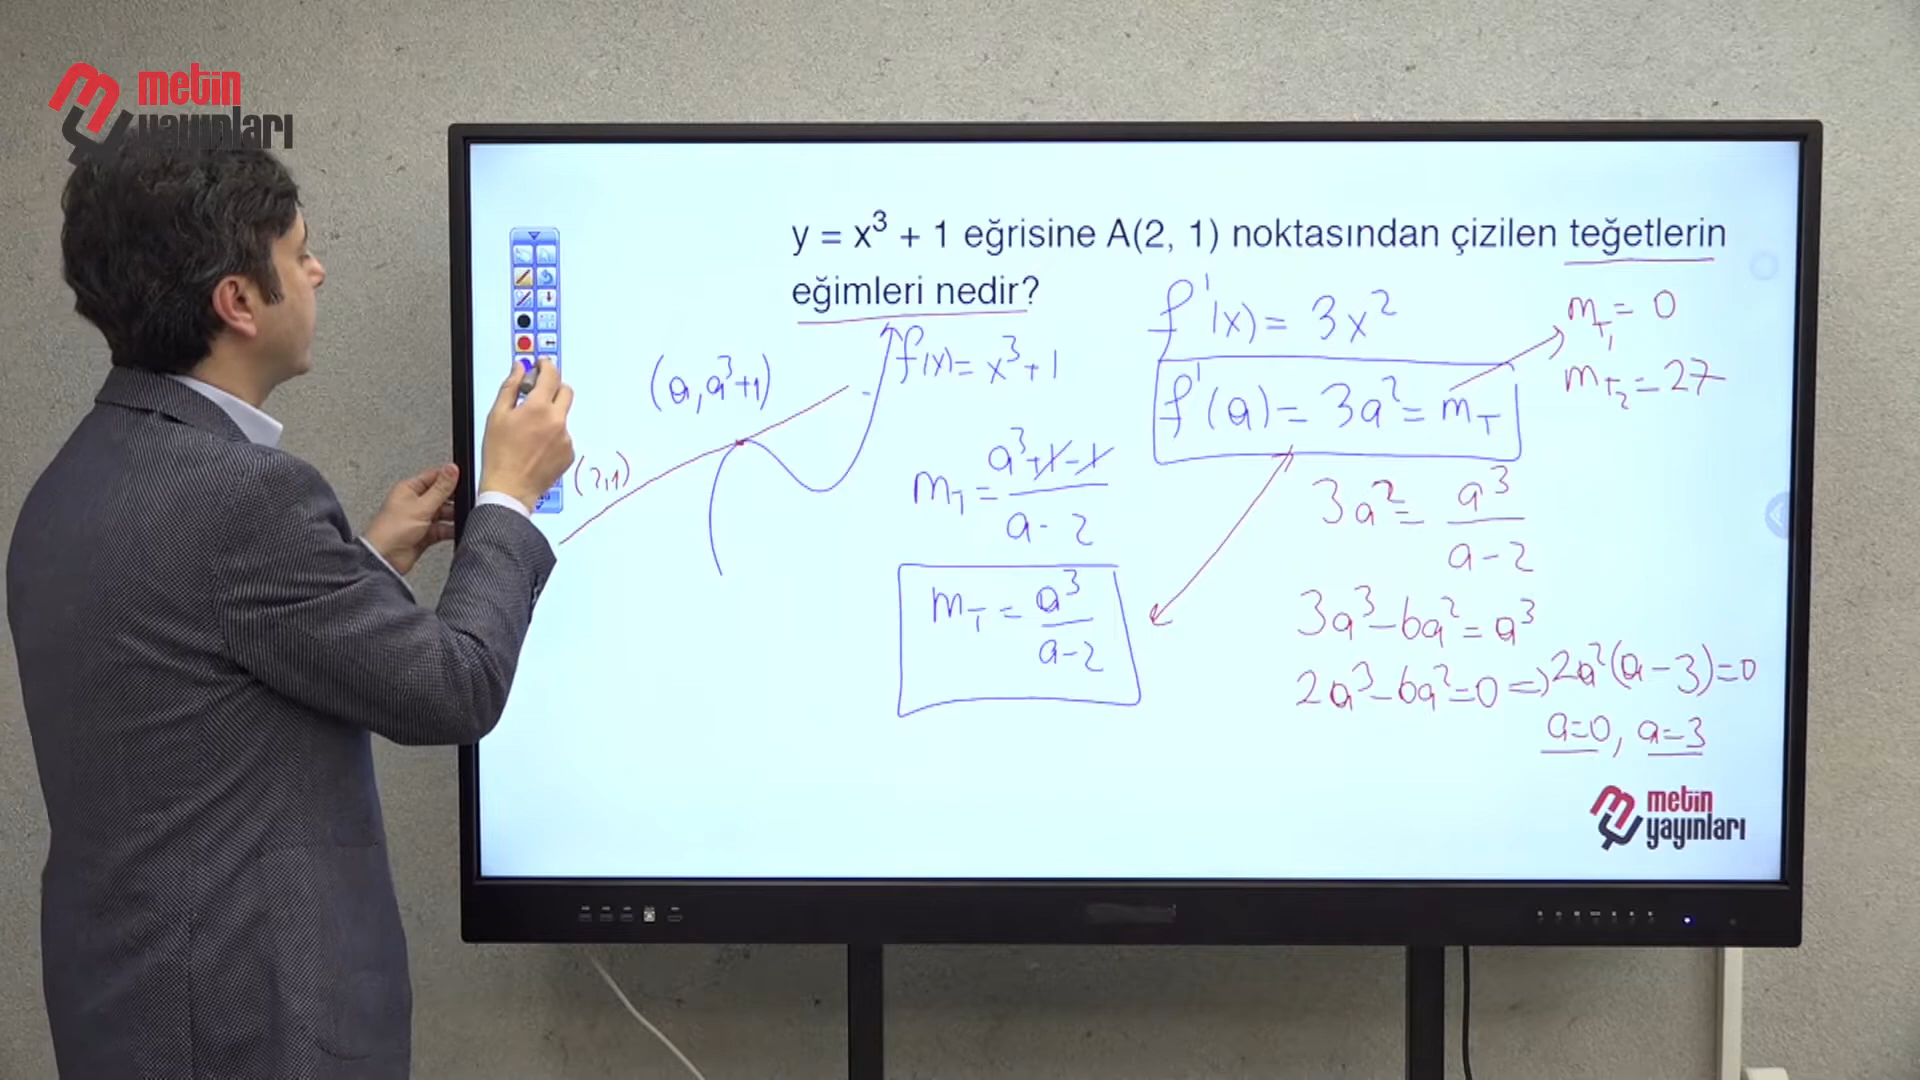 metin
yayınları
y = x³ + 1 eğrisine A(2, 1) noktasından çizilen teğetlerin
eğimleri nedir?
f'(x) = 3x²
m_T₁ = 0
f(x) = x³ + 1
m_T₂ = 27
(a, a³+1)
f'(a) = 3a² = m_T
(2,1)
m_T = (a³+1-1)/(a-2)
3a² = a³/(a-2)
m_T = a³/(a-2)
3a³ - 6a² = a³
2a³ - 6a² = 0 ⇒ 2a²(a - 3) = 0
a=0, a=3
metin
yayınları